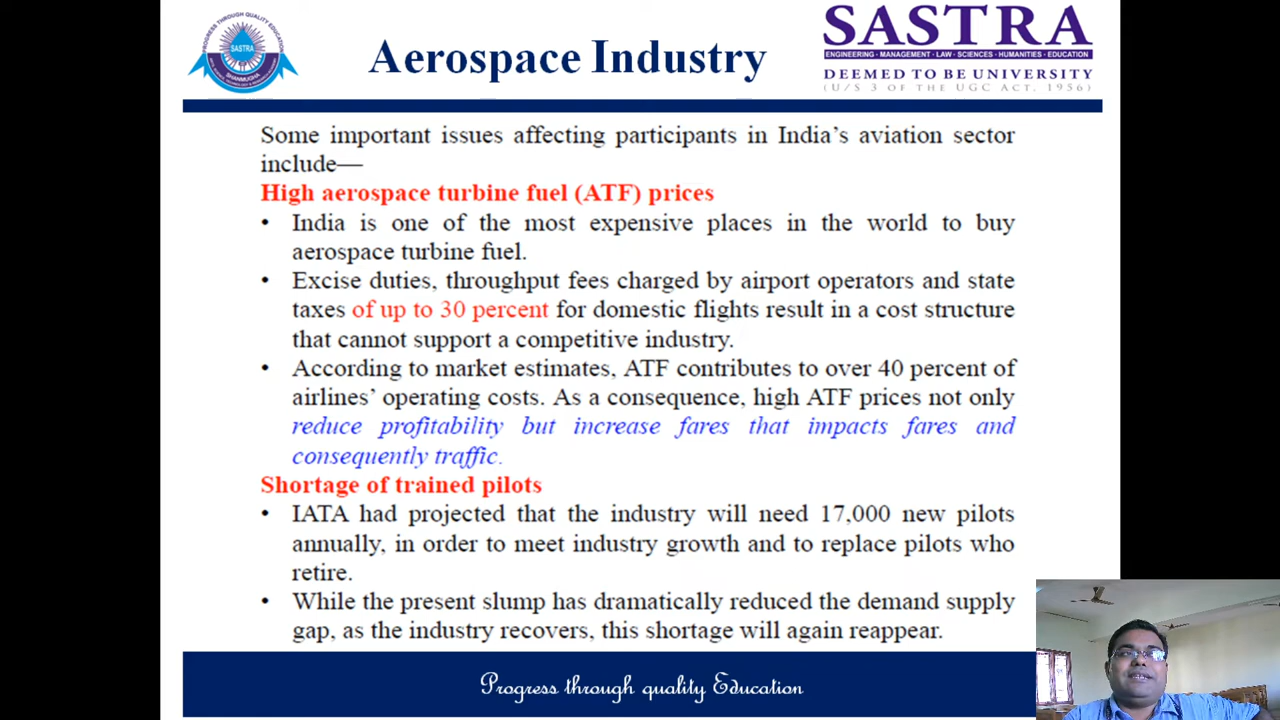 PROGRESS THROUGH QUALITY EDUCATION
SASTRA
SHANMUGHA
Aerospace Industry
SASTRA
ENGINEERING · MANAGEMENT · LAW · SCIENCES · HUMANITIES · EDUCATION
DEEMED TO BE UNIVERSITY
(U/S 3 OF THE UGC ACT, 1956)
Some important issues affecting participants in India’s aviation sector
include—
High aerospace turbine fuel (ATF) prices
• India is one of the most expensive places in the world to buy
aerospace turbine fuel.
• Excise duties, throughput fees charged by airport operators and state
taxes of up to 30 percent for domestic flights result in a cost structure
that cannot support a competitive industry.
• According to market estimates, ATF contributes to over 40 percent of
airlines’ operating costs. As a consequence, high ATF prices not only
reduce profitability but increase fares that impacts fares and
consequently traffic.
Shortage of trained pilots
• IATA had projected that the industry will need 17,000 new pilots
annually, in order to meet industry growth and to replace pilots who
retire.
• While the present slump has dramatically reduced the demand supply
gap, as the industry recovers, this shortage will again reappear.
Progress through quality Education